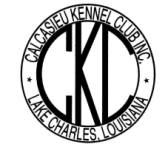 CALCASIEU KENNEL CLUB INC.
CKC
LAKE CHARLES, LOUISIANA